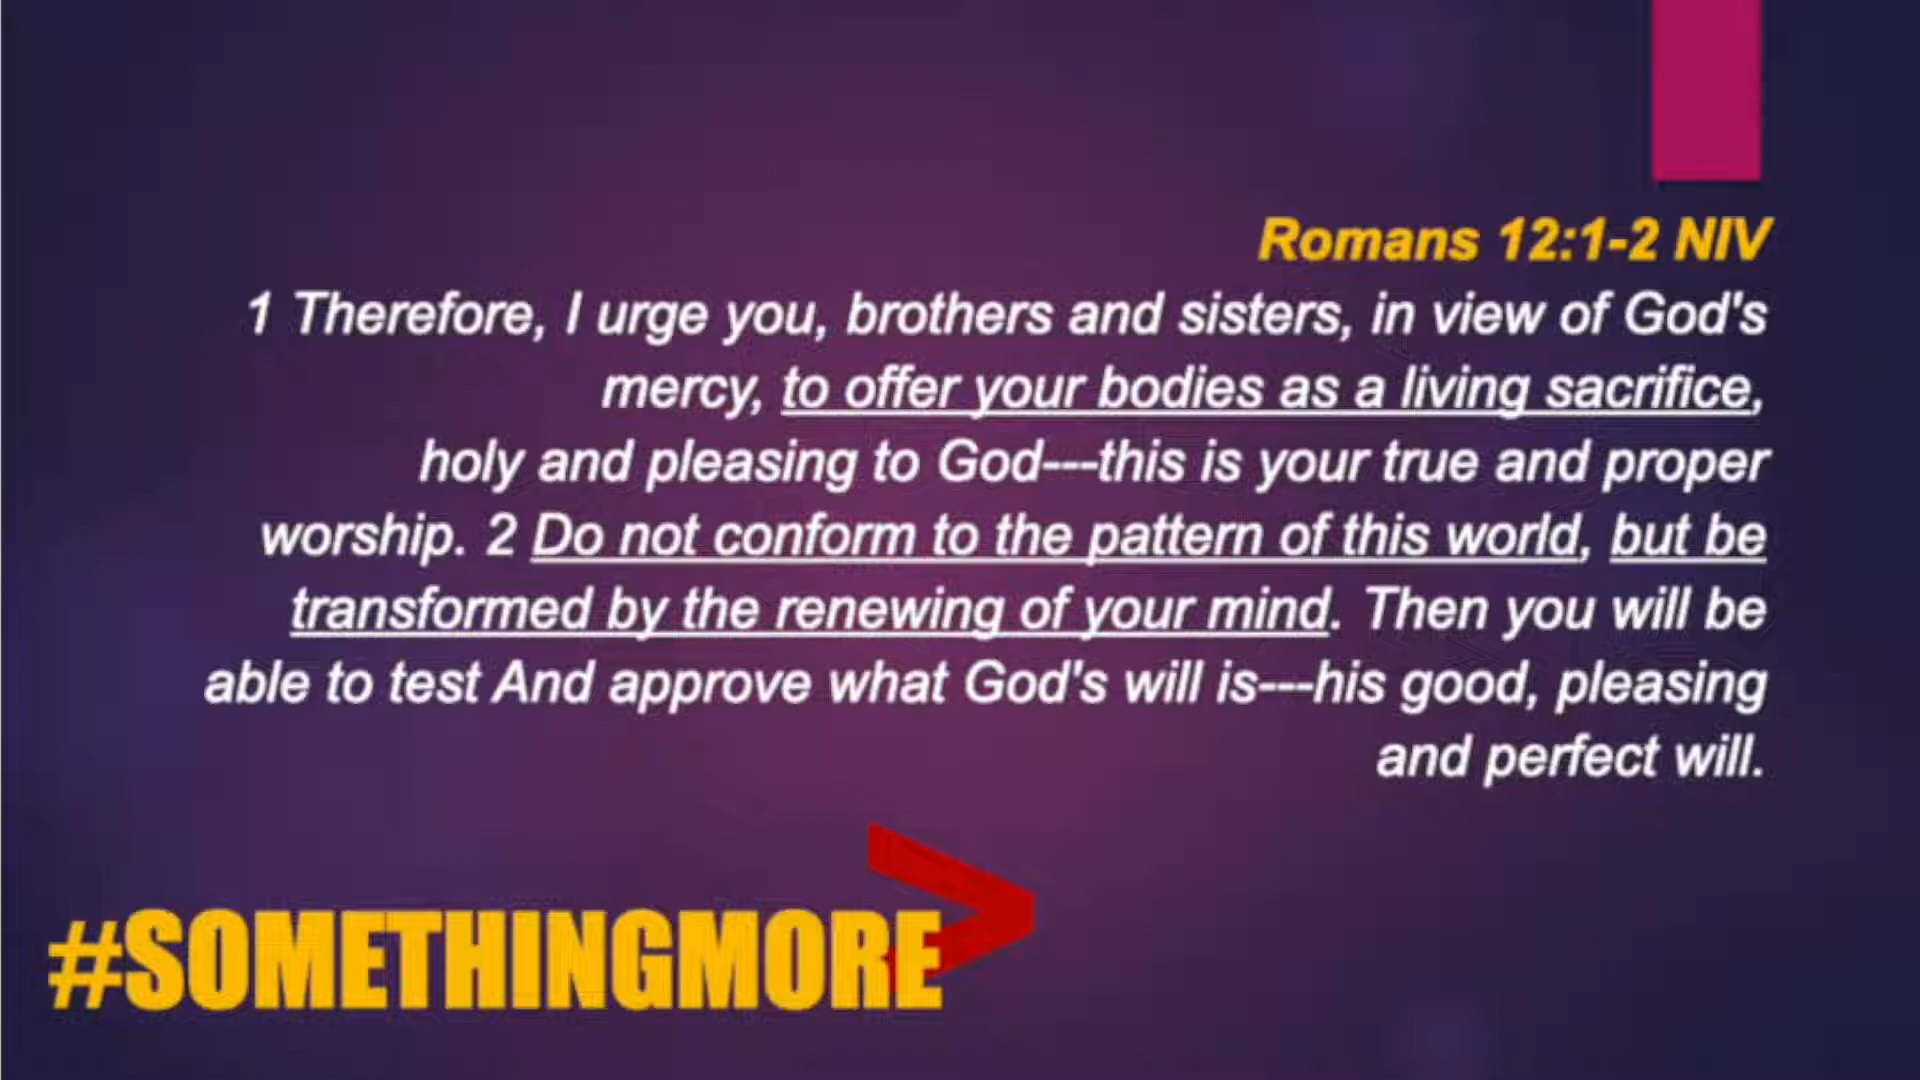 Romans 12:1-2 NIV
1 Therefore, I urge you, brothers and sisters, in view of God's
mercy, to offer your bodies as a living sacrifice,
holy and pleasing to God---this is your true and proper
worship. 2 Do not conform to the pattern of this world, but be
transformed by the renewing of your mind. Then you will be
able to test And approve what God's will is---his good, pleasing
and perfect will.
>
#SOMETHINGMORE